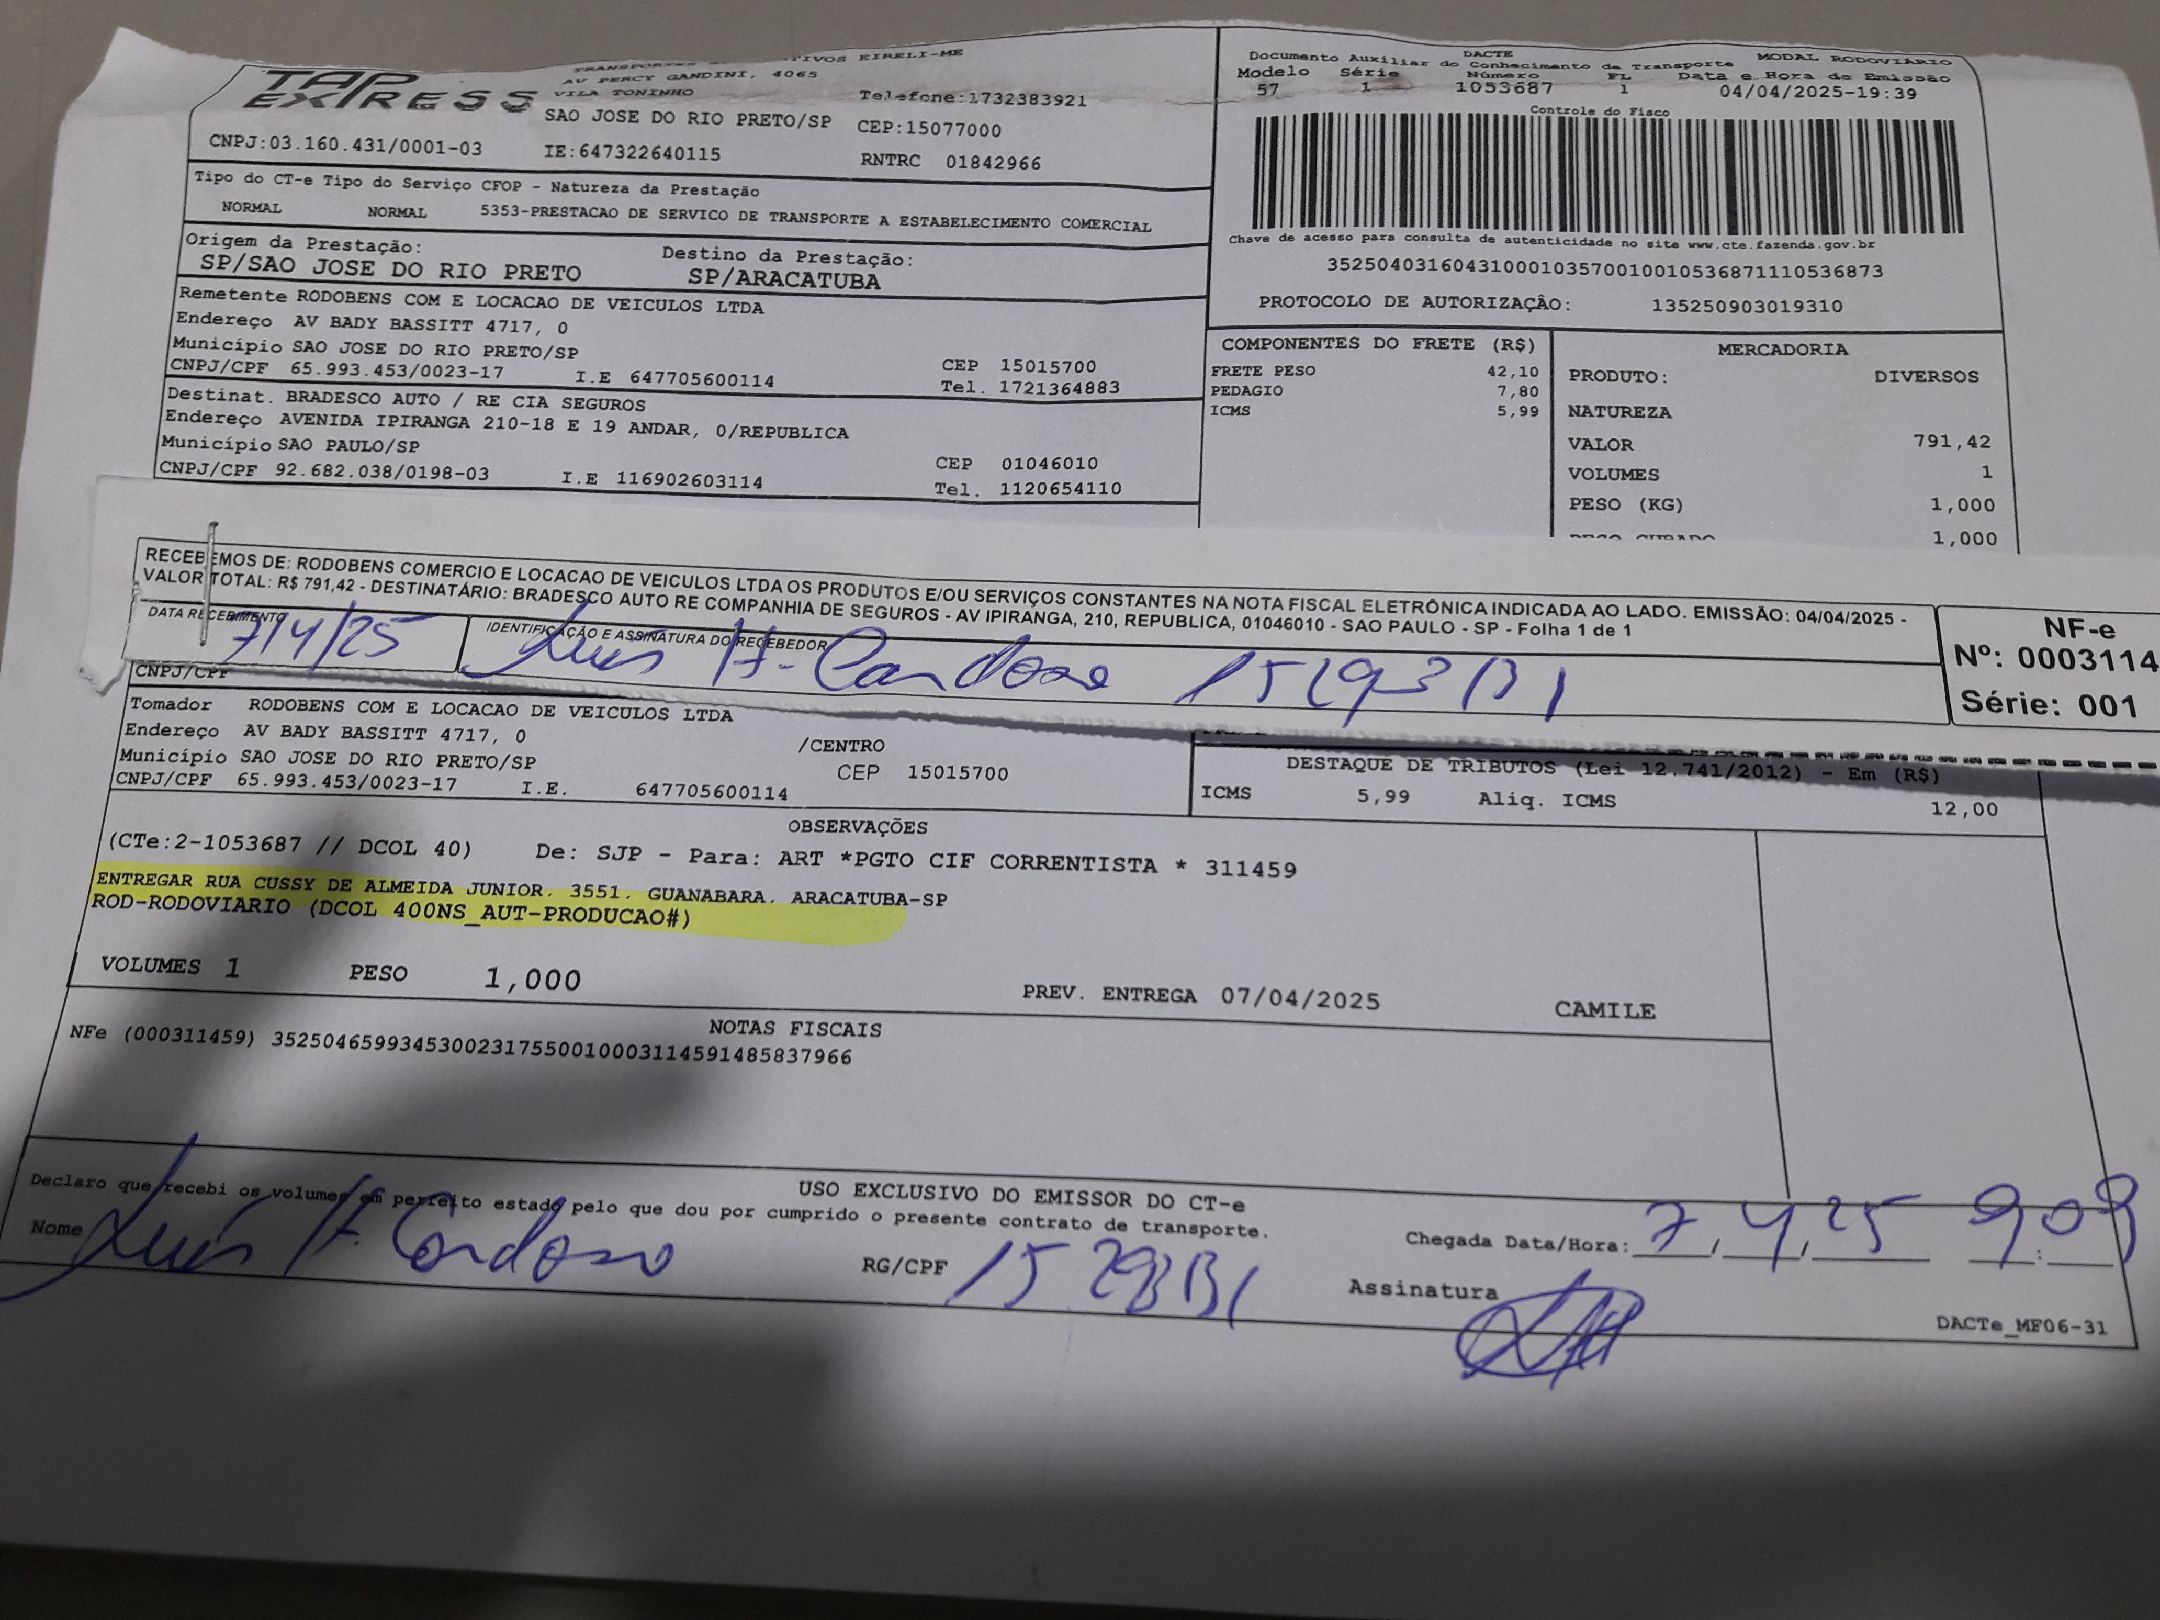 TAP EXPRESS
TRANSPORTES EIRELI-ME
AV PERCY GANDINI, 4065
VILA TONINHO
Telefone:1732383921
SAO JOSE DO RIO PRETO/SP CEP:15077000
CNPJ:03.160.431/0001-03 IE:647322640115 RNTRC 01842966
DACTE MODAL RODOVIÁRIO
Documento Auxiliar do Conhecimento de Transporte
Modelo Série Número FL Data e Hora de Emissão
57 1 1053687 1 04/04/2025-19:39
Controle do Fisco
Chave de acesso para consulta de autenticidade no site www.cte.fazenda.gov.br
35250403160431000103570010010536871110536873
PROTOCOLO DE AUTORIZAÇÃO: 135250903019310
Tipo do CT-e Tipo do Serviço CFOP - Natureza da Prestação
NORMAL NORMAL 5353-PRESTACAO DE SERVICO DE TRANSPORTE A ESTABELECIMENTO COMERCIAL
Origem da Prestação: Destino da Prestação:
SP/SAO JOSE DO RIO PRETO SP/ARACATUBA
Remetente RODOBENS COM E LOCACAO DE VEICULOS LTDA
Endereço AV BADY BASSITT 4717, 0
Município SAO JOSE DO RIO PRETO/SP CEP 15015700
CNPJ/CPF 65.993.453/0023-17 I.E 647705600114 Tel. 1721364883
Destinat. BRADESCO AUTO / RE CIA SEGUROS
Endereço AVENIDA IPIRANGA 210-18 E 19 ANDAR, 0/REPUBLICA
Município SAO PAULO/SP CEP 01046010
CNPJ/CPF 92.682.038/0198-03 I.E 116902603114 Tel. 1120654110
COMPONENTES DO FRETE (R$)
FRETE PESO 42,10
PEDAGIO 7,80
ICMS 5,99
MERCADORIA
PRODUTO: DIVERSOS
NATUREZA
VALOR 791,42
VOLUMES 1
PESO (KG) 1,000
PESO CUBADO 1,000
RECEBEMOS DE: RODOBENS COMERCIO E LOCACAO DE VEICULOS LTDA OS PRODUTOS E/OU SERVIÇOS CONSTANTES NA NOTA FISCAL ELETRÔNICA INDICADA AO LADO. EMISSÃO: 04/04/2025 -
VALOR TOTAL: R$ 791,42 - DESTINATÁRIO: BRADESCO AUTO RE COMPANHIA DE SEGUROS - AV IPIRANGA, 210, REPUBLICA, 01046010 - SAO PAULO - SP - Folha 1 de 1
DATA RECEBIMENTO IDENTIFICAÇÃO E ASSINATURA DO RECEBEDOR
7/4/25 Luis H. Cardoso
NF-e
Nº: 0003114
Série: 001
CNPJ/CPF
Tomador RODOBENS COM E LOCACAO DE VEICULOS LTDA
Endereço AV BADY BASSITT 4717, 0 /CENTRO
Município SAO JOSE DO RIO PRETO/SP CEP 15015700
CNPJ/CPF 65.993.453/0023-17 I.E. 647705600114
DESTAQUE DE TRIBUTOS (Lei 12.741/2012) - Em (R$)
ICMS 5,99 Aliq. ICMS 12,00
OBSERVAÇÕES
(CTe:2-1053687 // DCOL 40) De: SJP - Para: ART *PGTO CIF CORRENTISTA * 311459
ENTREGAR RUA CUSSY DE ALMEIDA JUNIOR, 3551, GUANABARA, ARACATUBA-SP
ROD-RODOVIARIO (DCOL 400NS_AUT-PRODUCAO#)
VOLUMES 1 PESO 1,000 PREV. ENTREGA 07/04/2025 CAMILE
NOTAS FISCAIS
NFe (000311459) 35250465993453002317550010003114591485837966
USO EXCLUSIVO DO EMISSOR DO CT-e
Declaro que recebi os volumes em perfeito estado pelo que dou por cumprido o presente contrato de transporte.
Nome Luis H. Cardoso RG/CPF Chegada Data/Hora: 7/4/25 9:09
Assinatura
DACTe_MF06-31